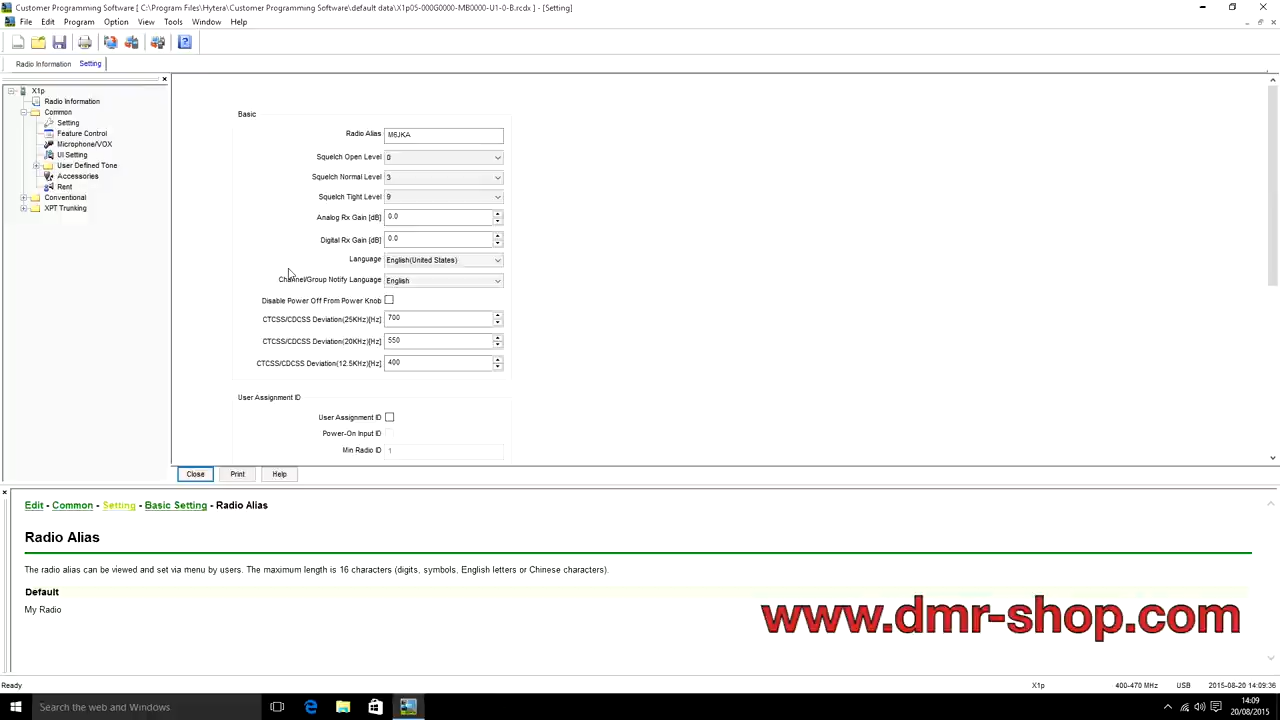 Customer Programming Software [ C:\Program Files\Hytera\Customer Programming Software\default data\X1p05-000G0000-MB0000-U1-0-B.rcdx ] - [Setting]
File Edit Program Option View Tools Window Help
Radio Information Setting
X1p
Radio Information
Common
Setting
Feature Control
Microphone/VOX
UI Setting
User Defined Tone
Accessories
Rent
Conventional
XPT Trunking
Basic
Radio Alias M6JKA
Squelch Open Level 0
Squelch Normal Level 3
Squelch Tight Level 9
Analog Rx Gain [dB] 0.0
Digital Rx Gain [dB] 0.0
Language English(United States)
Channel/Group Notify Language English
Disable Power Off From Power Knob
CTCSS/CDCSS Deviation(25KHz)[Hz] 700
CTCSS/CDCSS Deviation(20KHz)[Hz] 550
CTCSS/CDCSS Deviation(12.5KHz)[Hz] 400
User Assignment ID
User Assignment ID
Power-On Input ID
Min Radio ID 1
Close Print Help
Edit - Common - Setting - Basic Setting - Radio Alias
Radio Alias
The radio alias can be viewed and set via menu by users. The maximum length is 16 characters (digits, symbols, English letters or Chinese characters).
Default
My Radio
www.dmr-shop.com
Ready X1p 400-470 MHz USB 2015-08-20 14:09:36
Search the web and Windows
14:09
20/08/2015